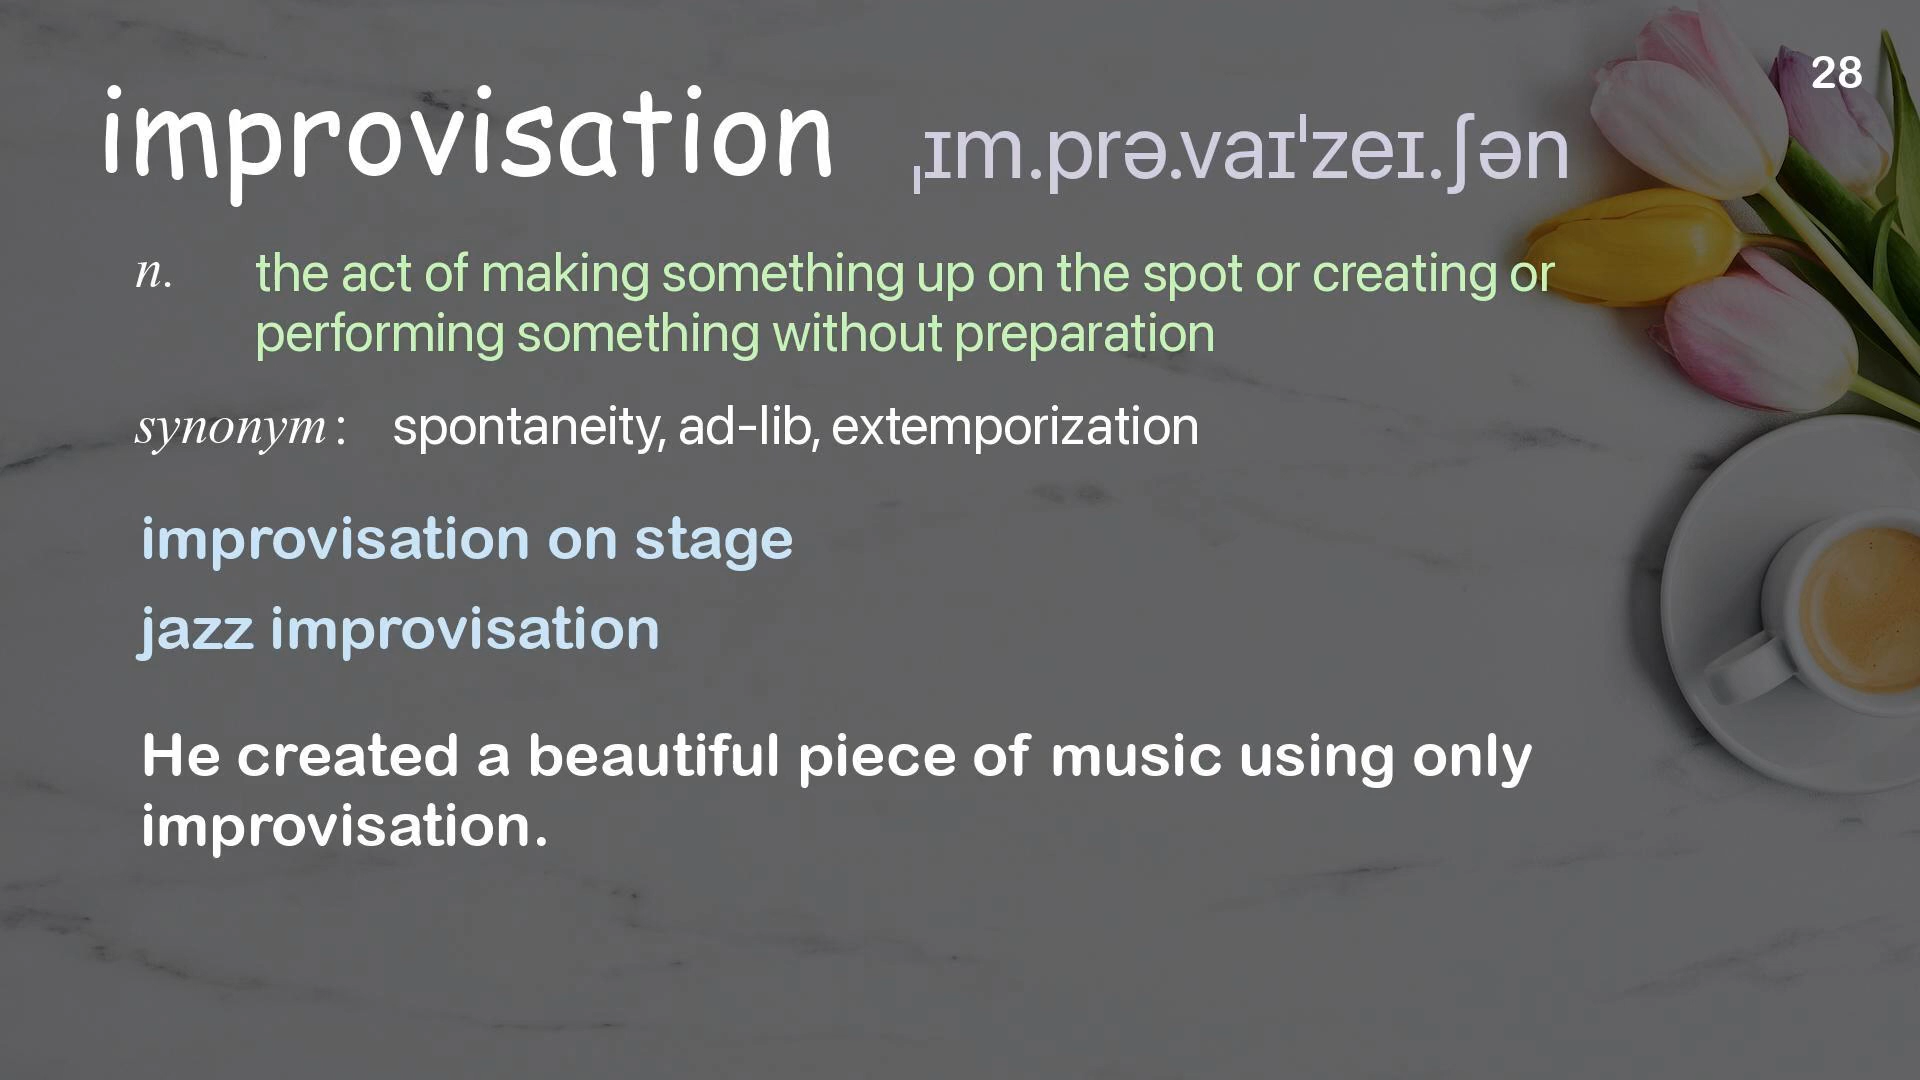 28
improvisation ˌɪm.prə.vaɪˈzeɪ.ʃən
n. the act of making something up on the spot or creating or
performing something without preparation
synonym : spontaneity, ad-lib, extemporization
improvisation on stage
jazz improvisation
He created a beautiful piece of music using only
improvisation.